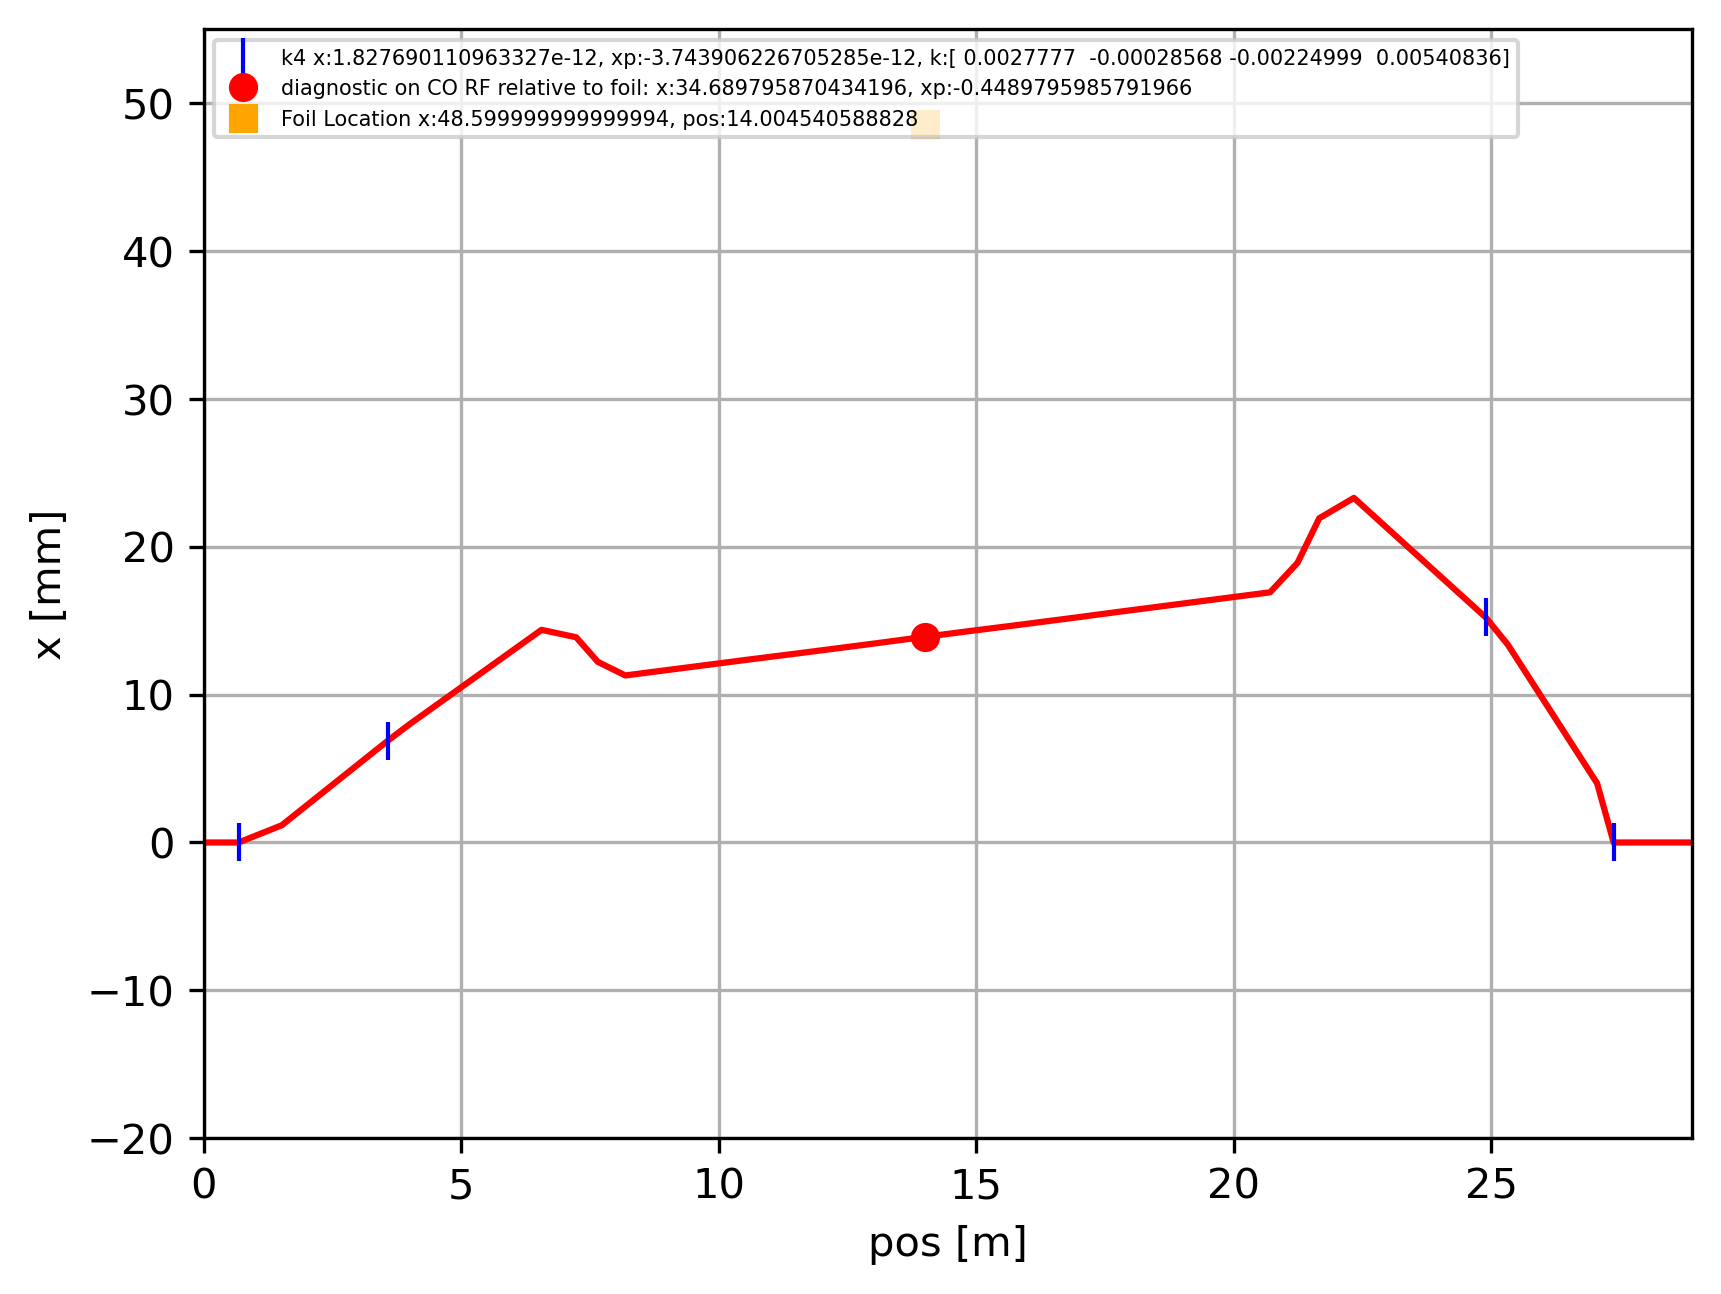 k4 x:1.827690110963327e-12, xp:-3.743906226705285e-12, k:[ 0.0027777  -0.00028568 -0.00224999  0.00540836]
diagnostic on CO RF relative to foil: x:34.689795870434196, xp:-0.4489795985791966
Foil Location x:48.599999999999994, pos:14.004540588828
50
40
30
20
10
0
−10
−20
x [mm]
0 5 10 15 20 25
pos [m]